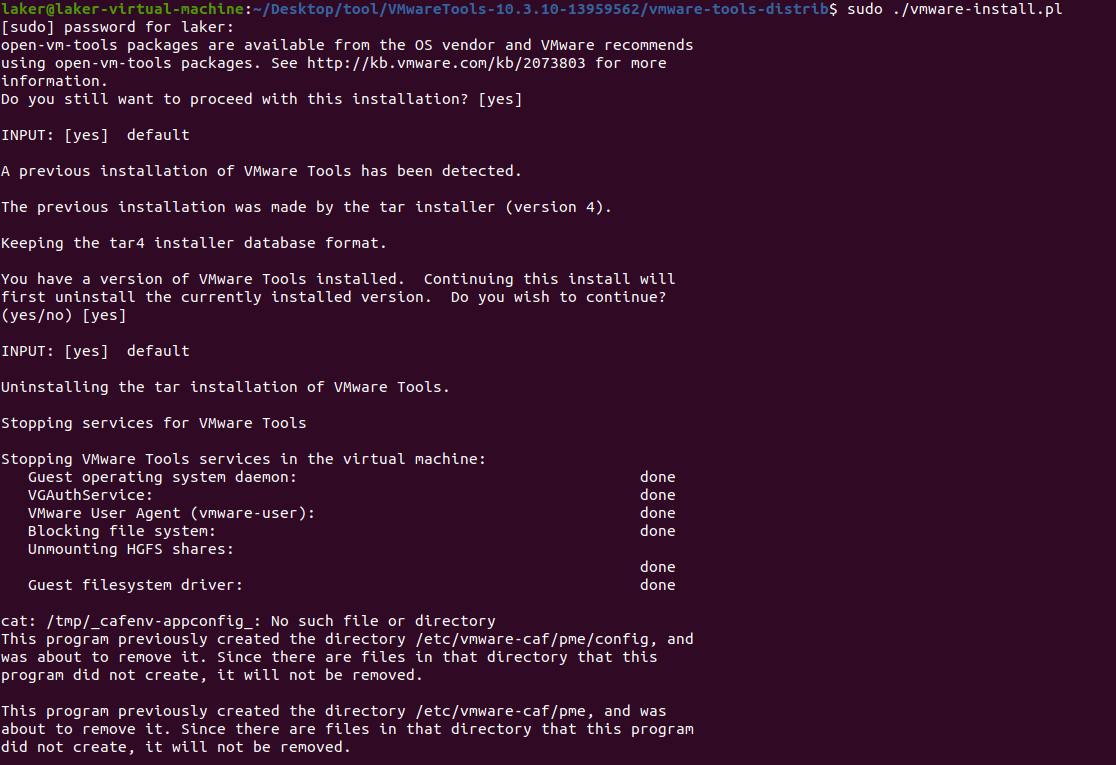 laker@laker-virtual-machine:~/Desktop/tool/VMwareTools-10.3.10-13959562/vmware-tools-distrib$ sudo ./vmware-install.pl
[sudo] password for laker:
open-vm-tools packages are available from the OS vendor and VMware recommends
using open-vm-tools packages. See http://kb.vmware.com/kb/2073803 for more
information.
Do you still want to proceed with this installation? [yes]
INPUT: [yes]  default
A previous installation of VMware Tools has been detected.
The previous installation was made by the tar installer (version 4).
Keeping the tar4 installer database format.
You have a version of VMware Tools installed.  Continuing this install will
first uninstall the currently installed version.  Do you wish to continue?
(yes/no) [yes]
INPUT: [yes]  default
Uninstalling the tar installation of VMware Tools.
Stopping services for VMware Tools
Stopping VMware Tools services in the virtual machine:
   Guest operating system daemon:                                      done
   VGAuthService:                                                      done
   VMware User Agent (vmware-user):                                    done
   Blocking file system:                                               done
   Unmounting HGFS shares:
                                                                       done
   Guest filesystem driver:                                            done
cat: /tmp/_cafenv-appconfig_: No such file or directory
This program previously created the directory /etc/vmware-caf/pme/config, and
was about to remove it. Since there are files in that directory that this
program did not create, it will not be removed.
This program previously created the directory /etc/vmware-caf/pme, and was
about to remove it. Since there are files in that directory that this program
did not create, it will not be removed.